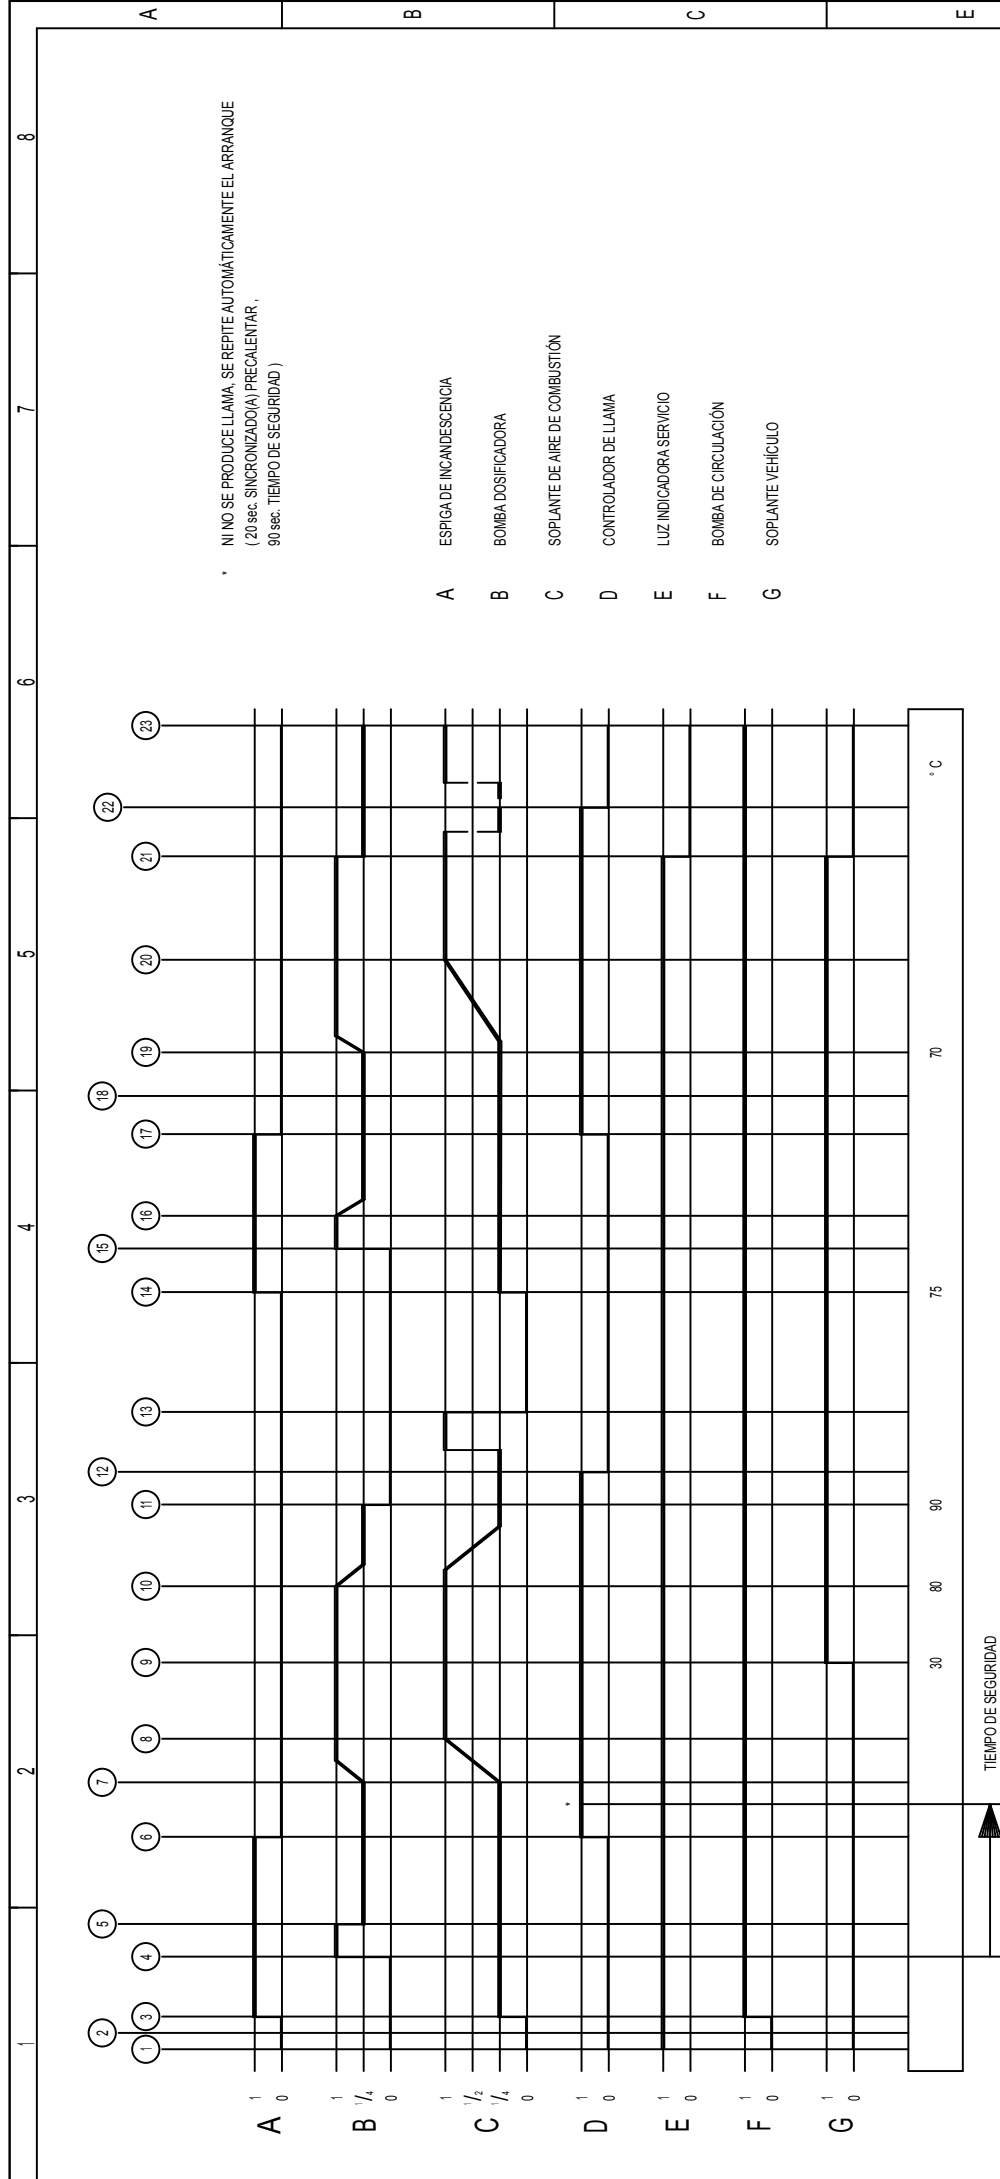 1 2 3 4 5 6 7 8
A
B
C
E
* NI NO SE PRODUCE LLAMA, SE REPITE AUTOMÁTICAMENTE EL ARRANQUE
( 20 sec. SINCRONIZADO(A) PRECALENTAR ,
90 sec. TIEMPO DE SEGURIDAD )
A ESPIGA DE INCANDESCENCIA
B BOMBA DOSIFICADORA
C SOPLANTE DE AIRE DE COMBUSTIÓN
D CONTROLADOR DE LLAMA
E LUZ INDICADORA SERVICIO
F BOMBA DE CIRCULACIÓN
G SOPLANTE VEHÍCULO
1 2 3 4 5 6 7 8 9 10 11 12 13 14 15 16 17 18 19 20 21 22 23
A 1 0
B 1 1/4 0
C 1 1/2 1/4 0
D 1 0
*
E 1 0
F 1 0
G 1 0
30 80 90 75 70 ° C
TIEMPO DE SEGURIDAD